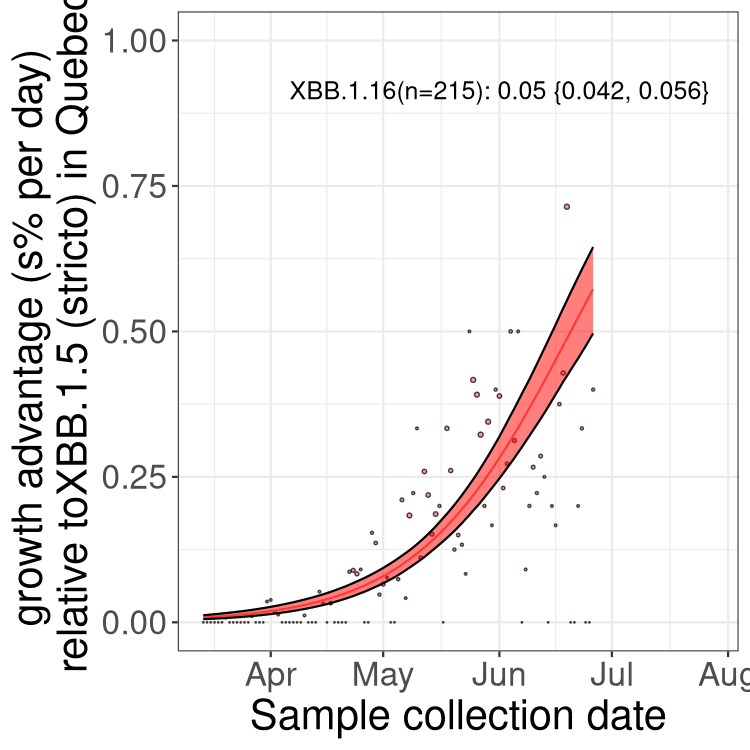 growth advantage (s% per day)
relative toXBB.1.5 (stricto) in Quebec
1.00
0.75
0.50
0.25
0.00
XBB.1.16(n=215): 0.05 {0.042, 0.056}
Apr May Jun Jul Aug
Sample collection date